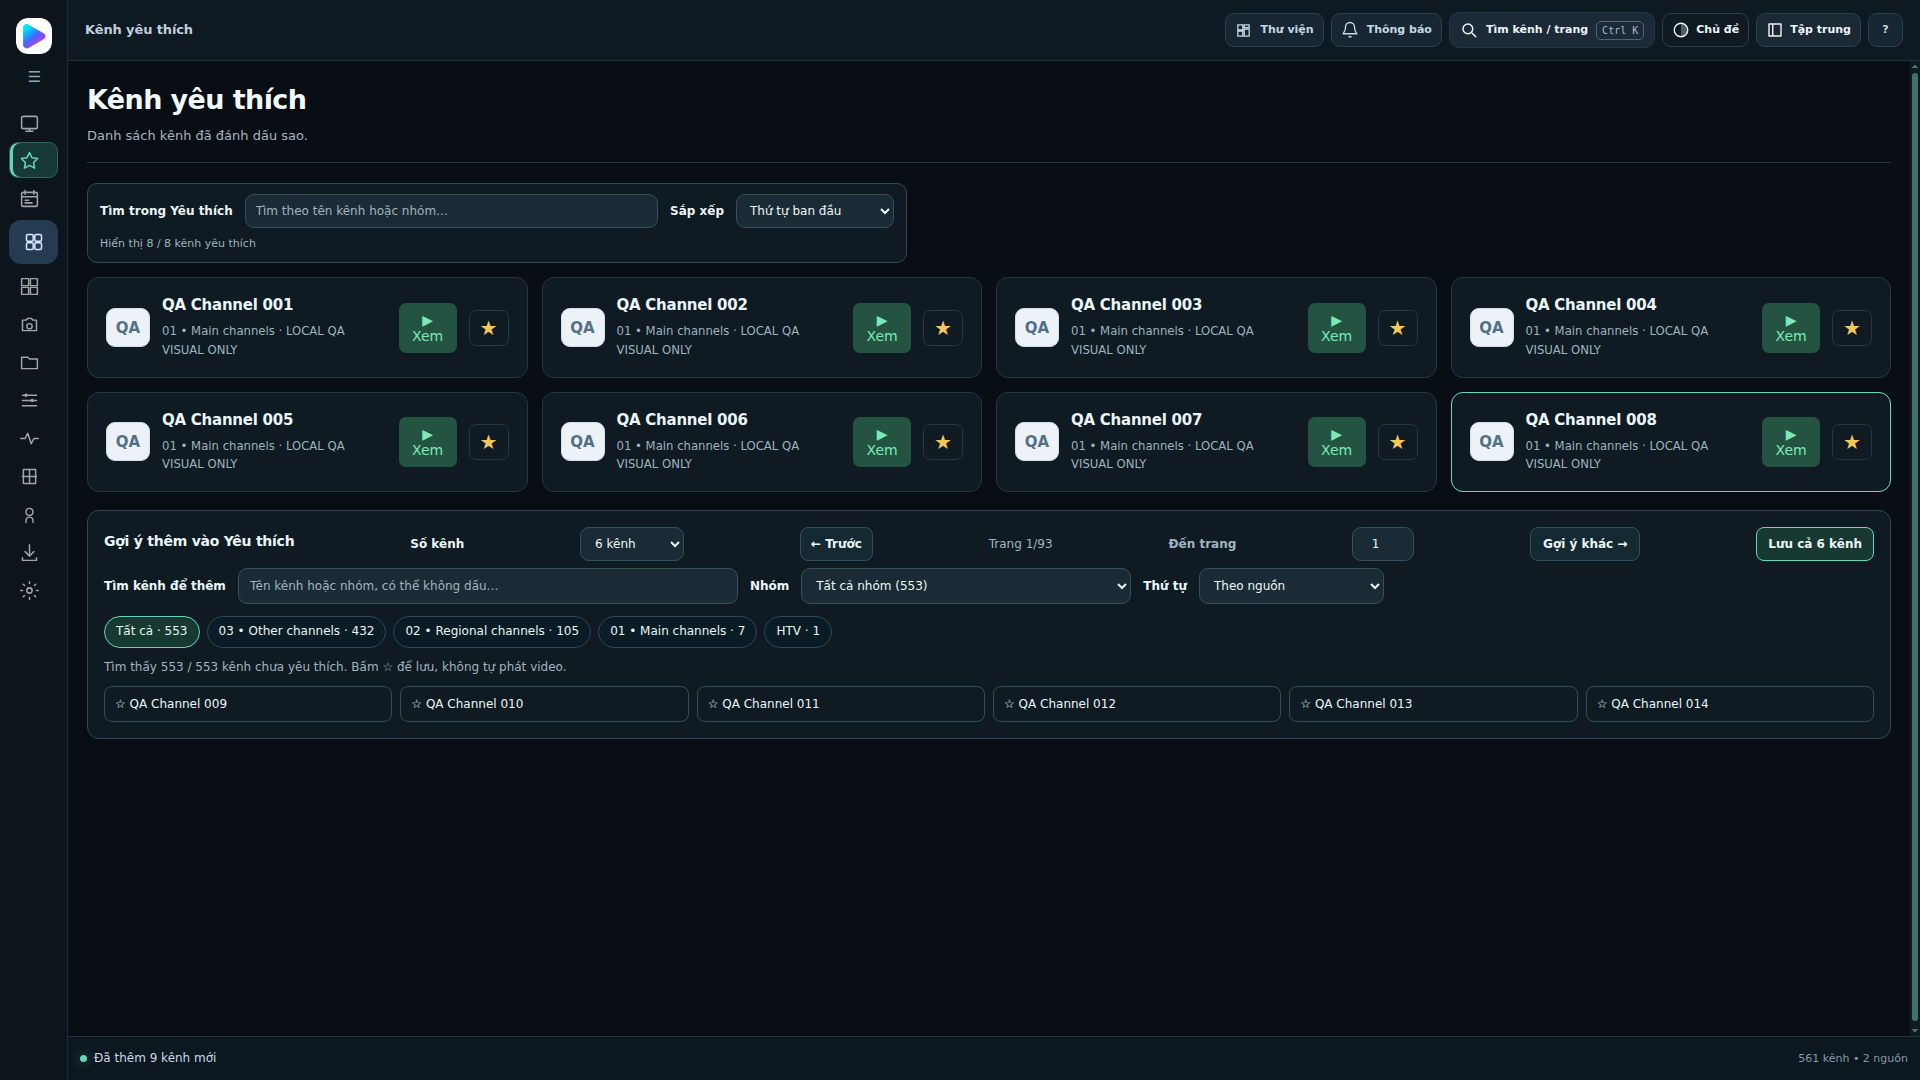 Kênh yêu thích
Thư viện
Thông báo
Tìm kênh / trang Ctrl K
Chủ đề
Tập trung
?
Kênh yêu thích
Danh sách kênh đã đánh dấu sao.
Tìm trong Yêu thích Tìm theo tên kênh hoặc nhóm... Sắp xếp Thứ tự ban đầu
Hiển thị 8 / 8 kênh yêu thích
QA
QA Channel 001
01 • Main channels · LOCAL QA
VISUAL ONLY
▶
Xem
★
QA
QA Channel 002
01 • Main channels · LOCAL QA
VISUAL ONLY
▶
Xem
★
QA
QA Channel 003
01 • Main channels · LOCAL QA
VISUAL ONLY
▶
Xem
★
QA
QA Channel 004
01 • Main channels · LOCAL QA
VISUAL ONLY
▶
Xem
★
QA
QA Channel 005
01 • Main channels · LOCAL QA
VISUAL ONLY
▶
Xem
★
QA
QA Channel 006
01 • Main channels · LOCAL QA
VISUAL ONLY
▶
Xem
★
QA
QA Channel 007
01 • Main channels · LOCAL QA
VISUAL ONLY
▶
Xem
★
QA
QA Channel 008
01 • Main channels · LOCAL QA
VISUAL ONLY
▶
Xem
★
Gợi ý thêm vào Yêu thích Số kênh 6 kênh ← Trước Trang 1/93 Đến trang 1 Gợi ý khác → Lưu cả 6 kênh
Tìm kênh để thêm Tên kênh hoặc nhóm, có thể không dấu... Nhóm Tất cả nhóm (553) Thứ tự Theo nguồn
Tất cả · 553 03 • Other channels · 432 02 • Regional channels · 105 01 • Main channels · 7 HTV · 1
Tìm thấy 553 / 553 kênh chưa yêu thích. Bấm ☆ để lưu, không tự phát video.
☆ QA Channel 009 ☆ QA Channel 010 ☆ QA Channel 011 ☆ QA Channel 012 ☆ QA Channel 013 ☆ QA Channel 014
Đã thêm 9 kênh mới
561 kênh • 2 nguồn